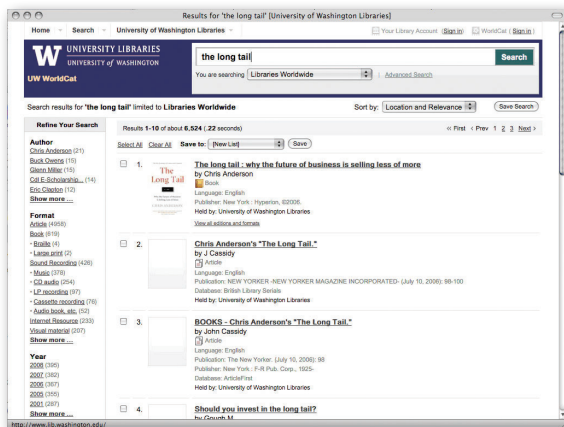 Results for 'the long tail' [University of Washington Libraries]
Home Search University of Washington Libraries Your Library Account (Sign in) WorldCat (Sign in)
W UNIVERSITY LIBRARIES
UNIVERSITY of WASHINGTON
UW WorldCat
the long tail Search
You are searching Libraries Worldwide Advanced Search
Search results for 'the long tail' limited to Libraries Worldwide Sort by: Location and Relevance Save Search
Refine Your Search
Author
Chris Anderson (21)
Buck Owens (15)
Glenn Miller (15)
Cdl E-Scholarship... (14)
Eric Clapton (12)
Show more ...
Format
Article (4958)
Book (619)
- Braille (4)
- Large print (2)
Sound Recording (426)
- Music (378)
- CD audio (254)
- LP recording (97)
- Cassette recording (76)
- Audio book, etc. (52)
Internet Resource (233)
Visual material (207)
Show more ...
Year
2008 (395)
2007 (382)
2006 (367)
2005 (355)
2001 (287)
Show more ...
Results 1-10 of about 6,524 (.22 seconds) << First < Prev 1 2 3 Next >
Select All Clear All Save to: [New List] Save
1. The long tail : why the future of business is selling less of more
The
Long Tail
by Chris Anderson
Book
Language: English
Publisher: New York : Hyperion, ©2006.
Held by: University of Washington Libraries
View all editions and formats
2. Chris Anderson's "The Long Tail."
by J Cassidy
Article
Language: English
Publication: NEW YORKER -NEW YORKER MAGAZINE INCORPORATED- (July 10, 2006): 98-100
Database: British Library Serials
Held by: University of Washington Libraries
3. BOOKS - Chris Anderson's "The Long Tail."
by John Cassidy
Article
Language: English
Publication: The New Yorker. (July 10, 2006): 98
Publisher: New York : F-R Pub. Corp., 1925-
Database: ArticleFirst
Held by: University of Washington Libraries
4. Should you invest in the long tail?
by Gough M
http://www.lib.washington.edu/